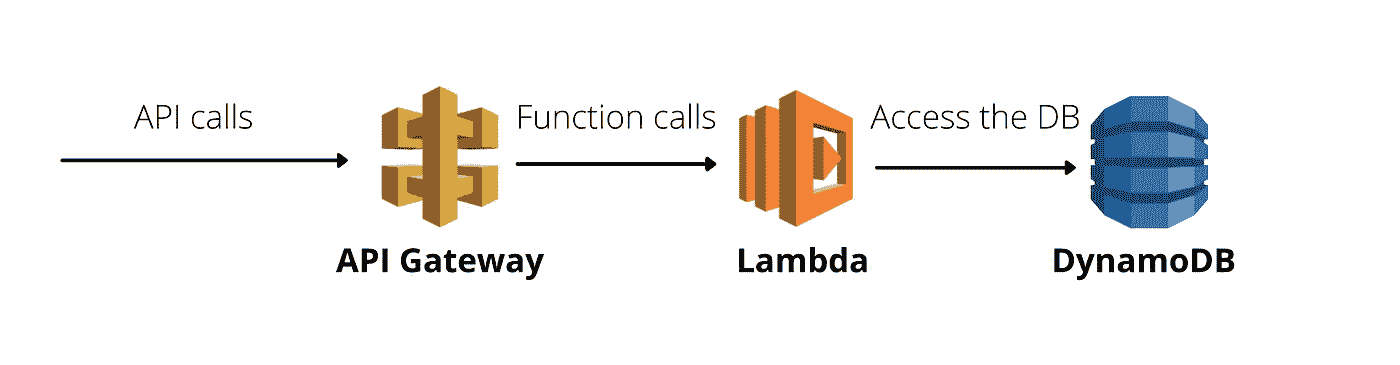 API calls
Function calls
Access the DB
API Gateway
Lambda
DynamoDB